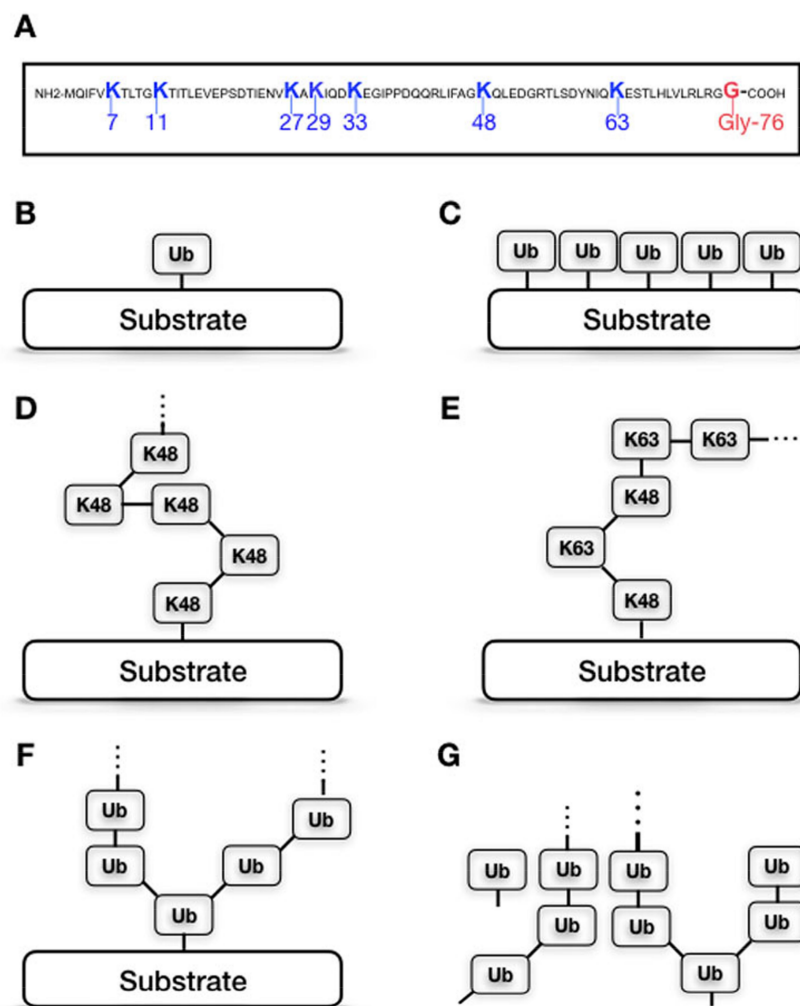 A
NH2-MQIFVKTLTGKTITLEVEPSDTIENVKAKIQDKEGIPPDQQRLIFAGKQLEDGRTLSDYNIQKESTLHLVLRLRGG-COOH
7 11 27 29 33 48 63 Gly-76
B C
Ub Ub Ub Ub Ub Ub
Substrate Substrate
D E
K48 K63 K63
K48 K48 K48
K48 K63
K48 K48
Substrate Substrate
F G
Ub Ub Ub Ub Ub Ub
Ub Ub Ub Ub Ub
Ub Ub Ub
Substrate